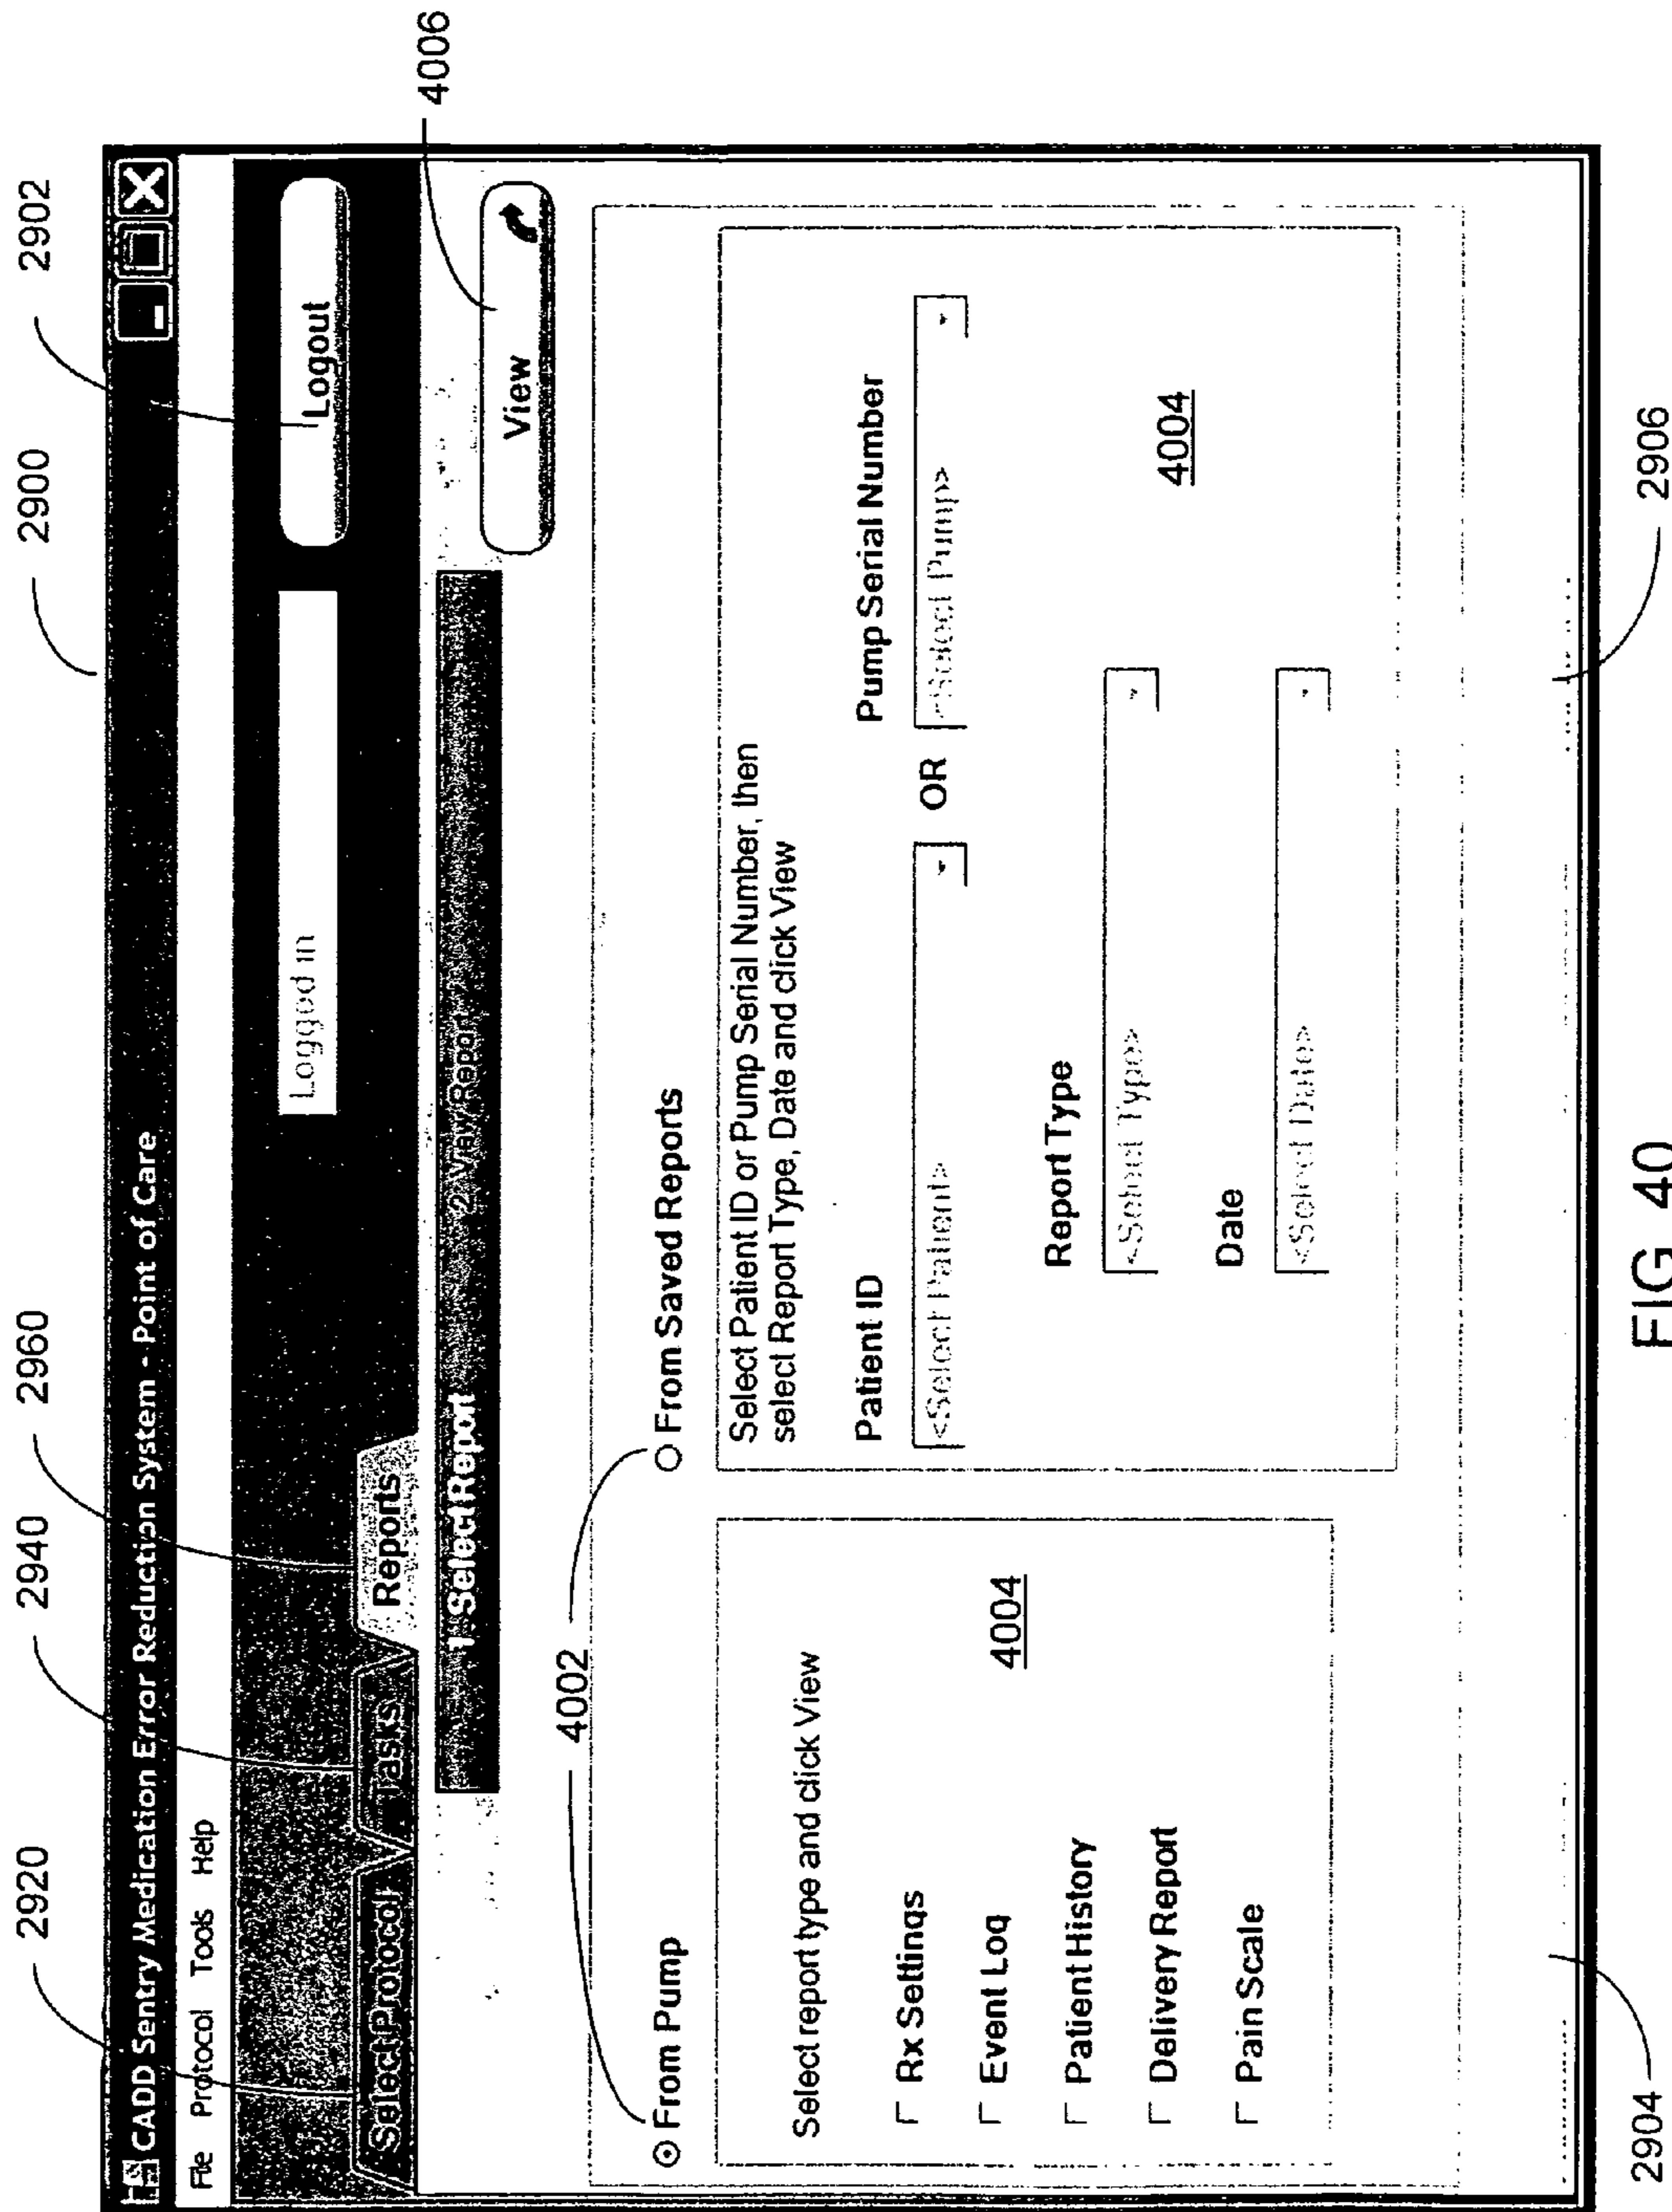 2900
2902
2920
2940
2960
CADD Sentry Medication Error Reduction System - Point of Care
File Protocol Tools Help
Logged in
Logout
Select Protocol
Tasks
Reports
1 Select Report
2 View Report
View
4006
4002
From Pump
From Saved Reports
Select report type and click View
Rx Settings
Event Log
Patient History
Delivery Report
Pain Scale
4004
Select Patient ID or Pump Serial Number, then
select Report Type, Date and click View
Patient ID
Pump Serial Number
<Select Patient>
OR
<Select Pump>
Report Type
<Select Type>
Date
<Select Date>
4004
2904
2906
FIG 40